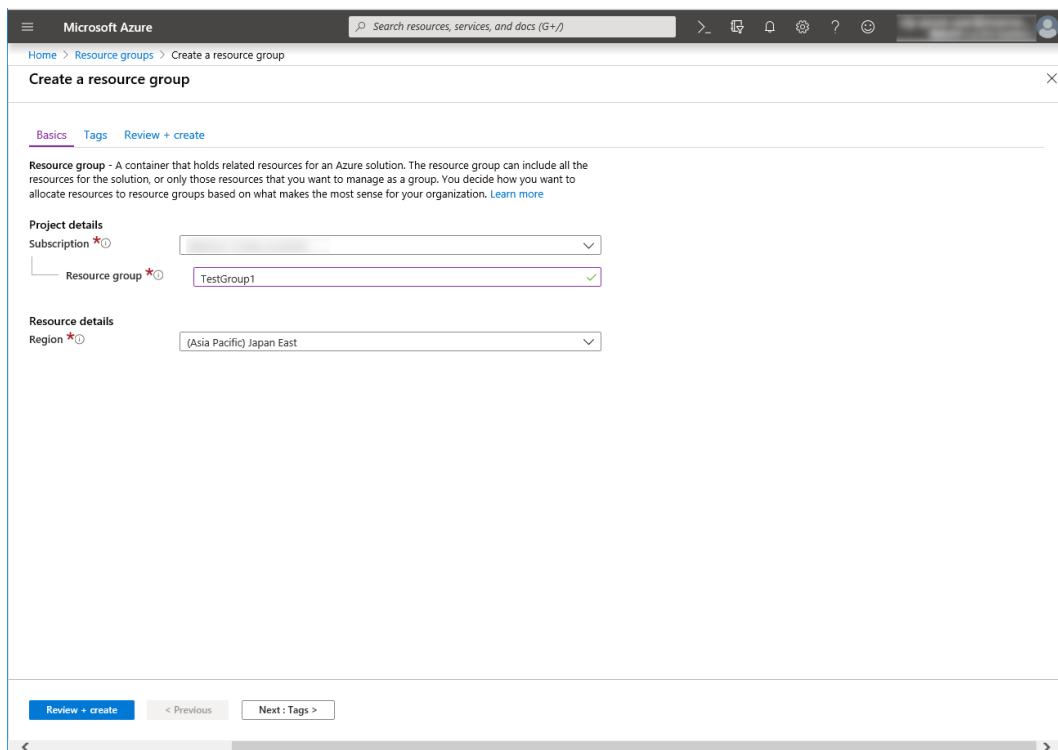 Microsoft Azure
Search resources, services, and docs (G+/)
Home > Resource groups > Create a resource group
Create a resource group
Basics Tags Review + create
Resource group - A container that holds related resources for an Azure solution. The resource group can include all the
resources for the solution, or only those resources that you want to manage as a group. You decide how you want to
allocate resources to resource groups based on what makes the most sense for your organization. Learn more
Project details
Subscription *
Resource group * TestGroup1
Resource details
Region * (Asia Pacific) Japan East
Review + create < Previous Next : Tags >